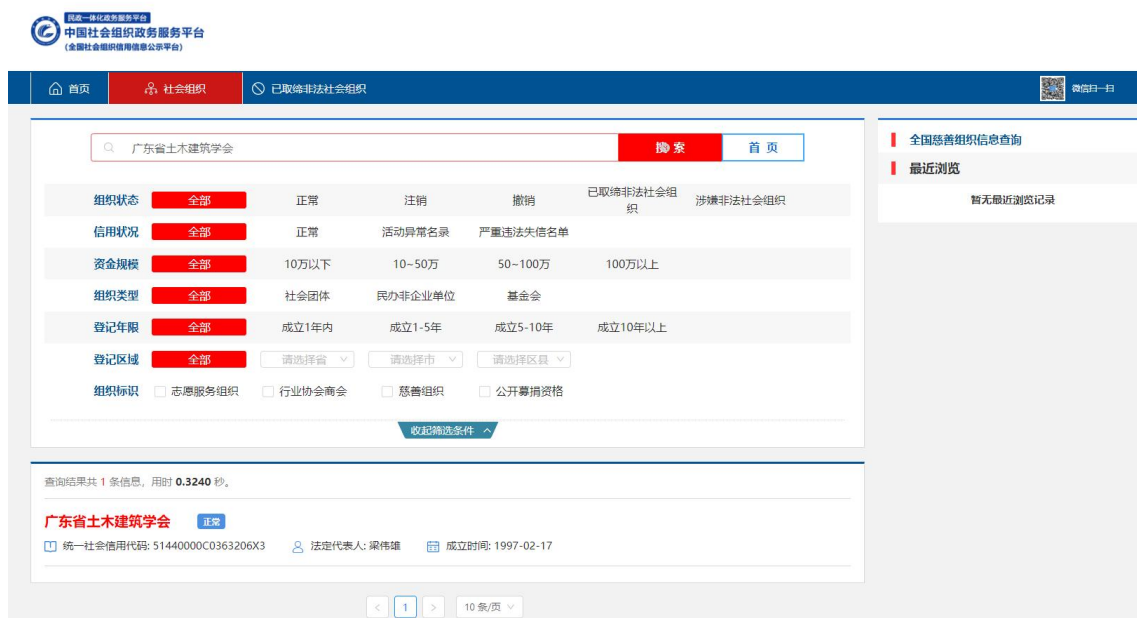 民政一体化政务服务平台
中国社会组织政务服务平台
(全国社会组织信用信息公示平台)
首页 社会组织 已取缔非法社会组织 微信扫一扫
广东省土木建筑学会 搜索 首 页
全国慈善组织信息查询
最近浏览
暂无最近浏览记录
组织状态 全部 正常 注销 撤销 已取缔非法社会组织 涉嫌非法社会组织
信用状况 全部 正常 活动异常名录 严重违法失信名单
资金规模 全部 10万以下 10~50万 50~100万 100万以上
组织类型 全部 社会团体 民办非企业单位 基金会
登记年限 全部 成立1年内 成立1-5年 成立5-10年 成立10年以上
登记区域 全部 请选择省 请选择市 请选择区县
组织标识 志愿服务组织 行业协会商会 慈善组织 公开募捐资格
收起筛选条件
查询结果共 1 条信息, 用时 0.3240 秒。
广东省土木建筑学会 正常
统一社会信用代码: 51440000C0363206X3 法定代表人: 梁伟雄 成立时间: 1997-02-17
< 1 > 10 条/页